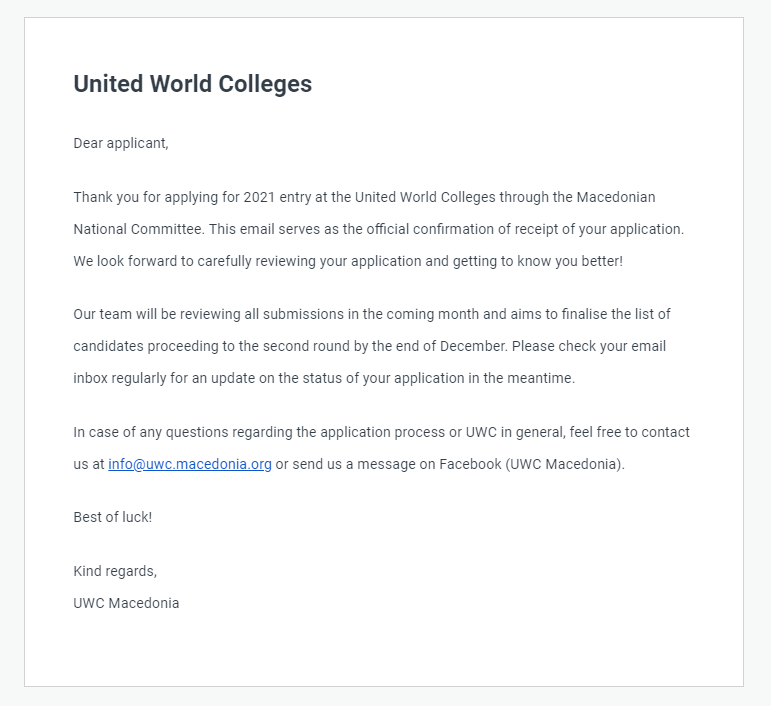 United World Colleges
Dear applicant,
Thank you for applying for 2021 entry at the United World Colleges through the Macedonian
National Committee. This email serves as the official confirmation of receipt of your application.
We look forward to carefully reviewing your application and getting to know you better!
Our team will be reviewing all submissions in the coming month and aims to finalise the list of
candidates proceeding to the second round by the end of December. Please check your email
inbox regularly for an update on the status of your application in the meantime.
In case of any questions regarding the application process or UWC in general, feel free to contact
us at info@uwc.macedonia.org or send us a message on Facebook (UWC Macedonia).
Best of luck!
Kind regards,
UWC Macedonia